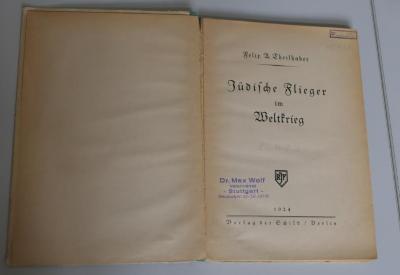 Felix A. Theilhaber
Jüdische Flieger
im
Weltkrieg
Dr. Max Wolf
- Stuttgart -
1924
Verlag der Schild / Berlin